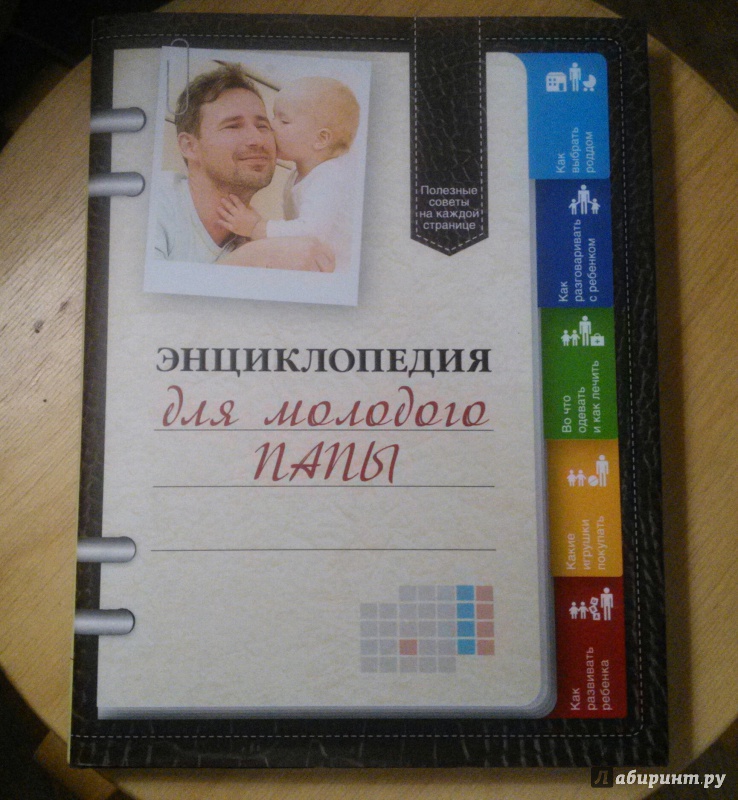 Полезные
советы
на каждой
странице
ЭНЦИКЛОПЕДИЯ
для молодого
ПАПЫ
Как
выбрать
роддом
Как
разговаривать
с ребенком
Во что
одевать
и как лечить
Какие
игрушки
покупать
Как
развивать
ребенка
Лабиринт.ру